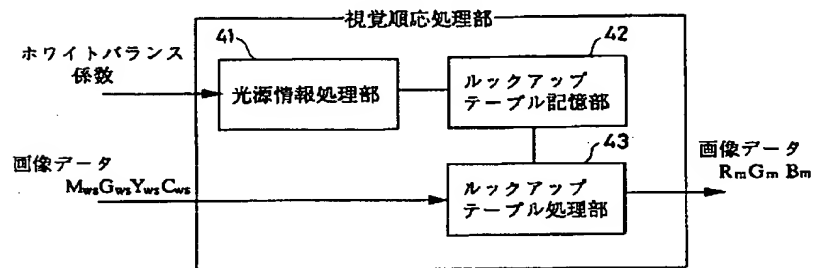 視覚順応処理部
ホワイトバランス
係数
41
光源情報処理部
42
ルックアップ
テーブル記憶部
画像データ
MwsGwsYwsCws
43
ルックアップ
テーブル処理部
画像データ
RmGm Bm